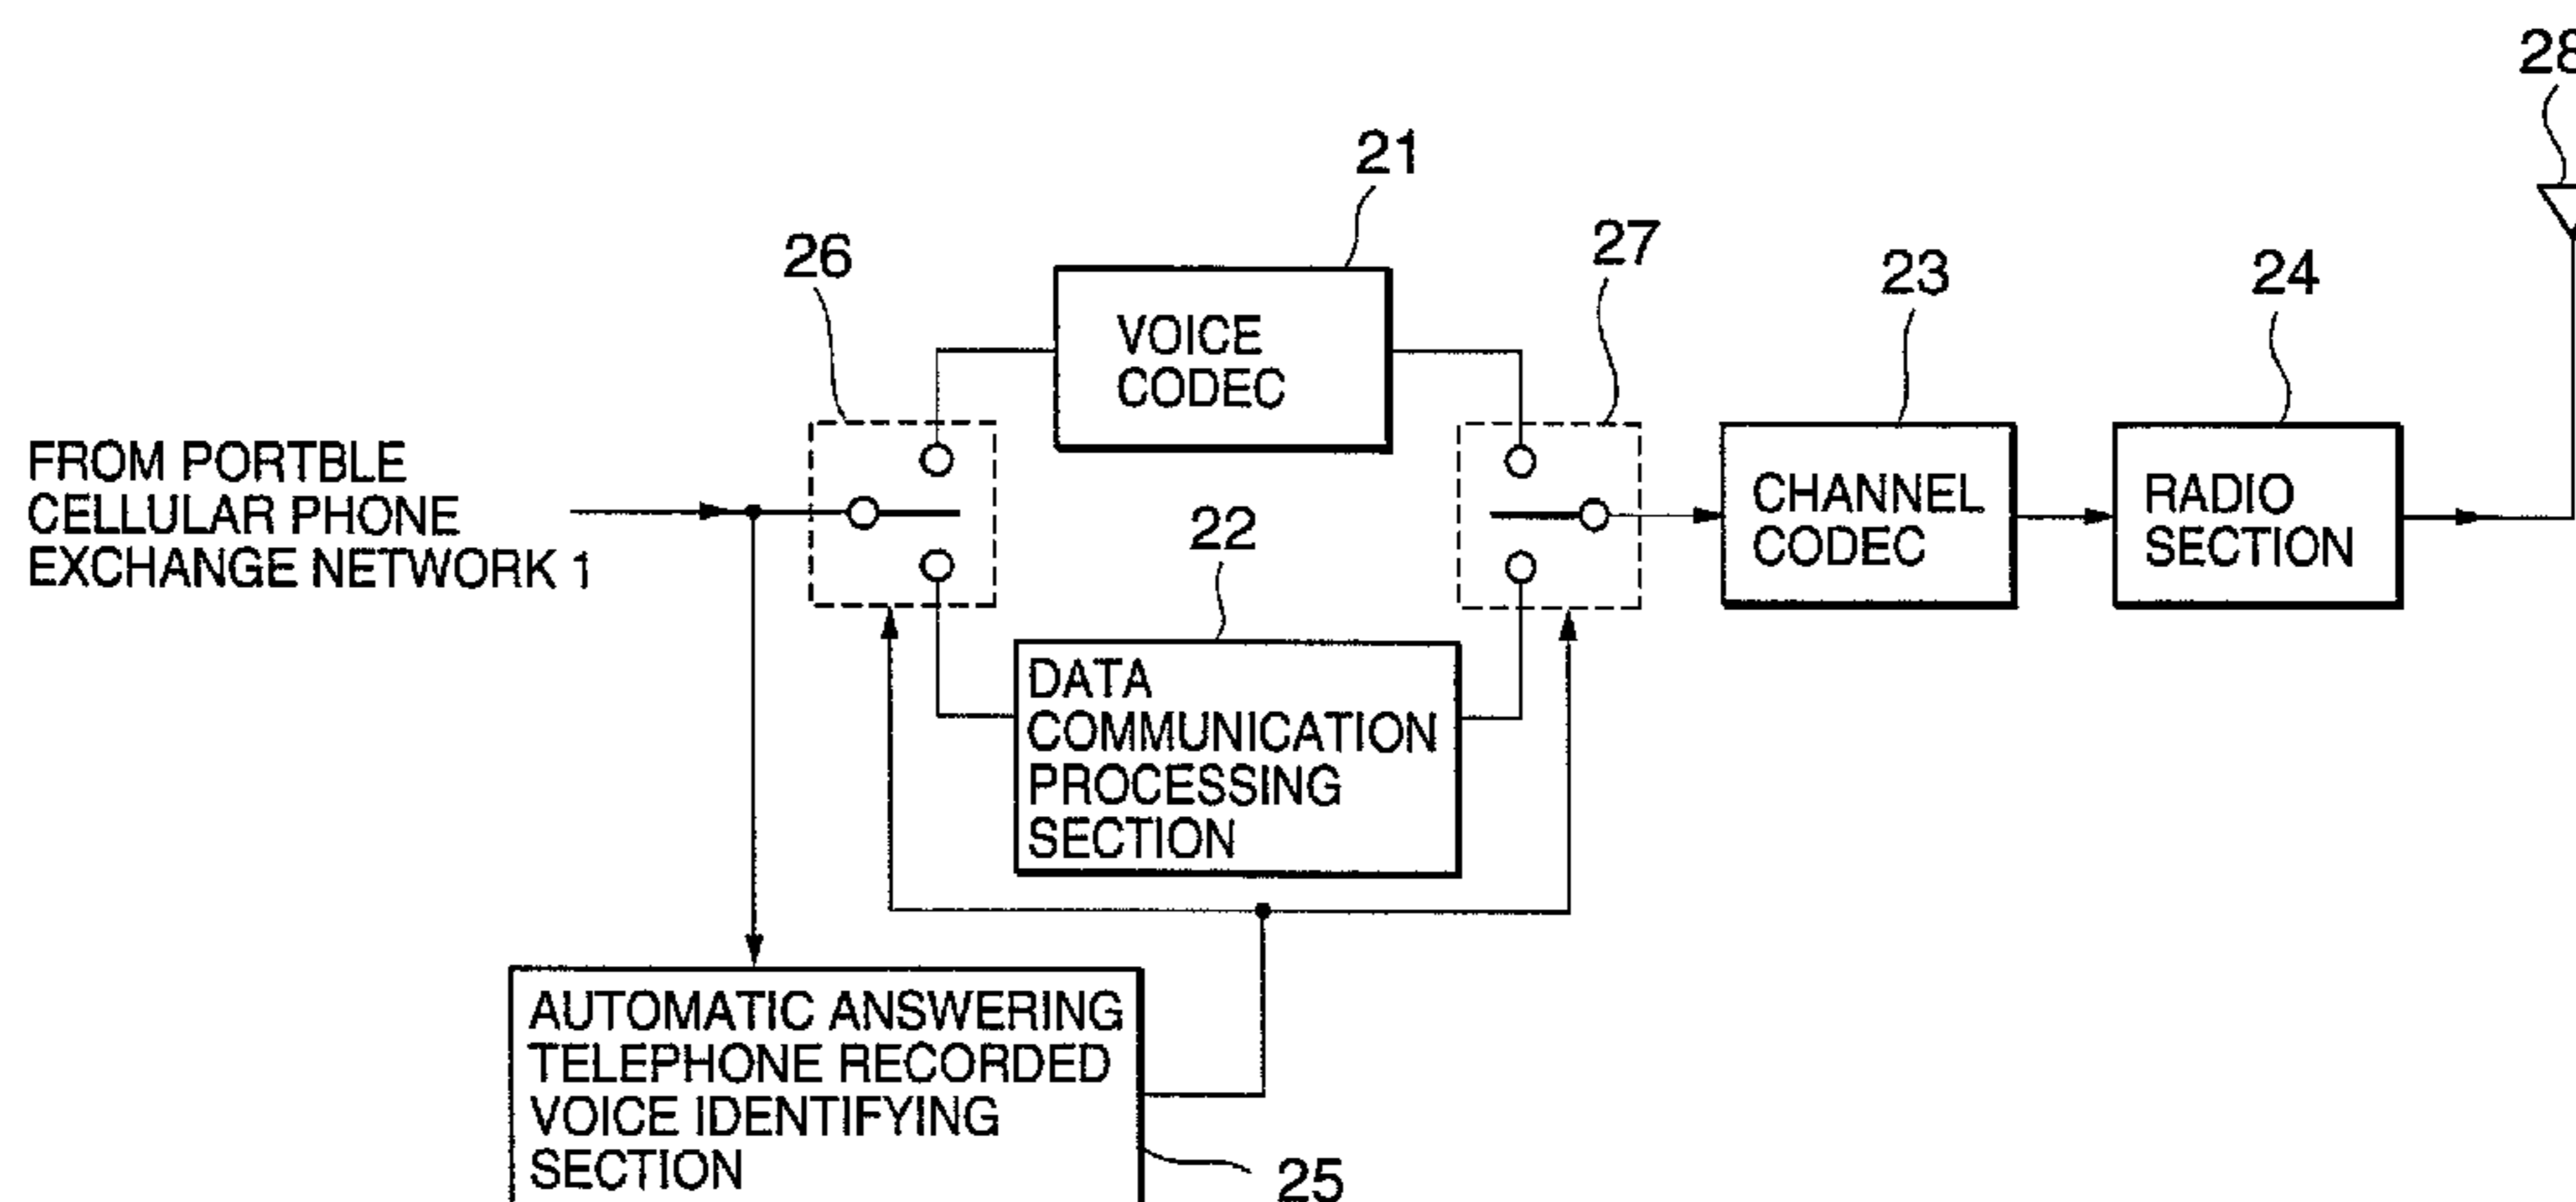 28
21
26
27
23
24
VOICE
CODEC
FROM PORTBLE
CELLULAR PHONE
EXCHANGE NETWORK 1
CHANNEL
CODEC
RADIO
SECTION
22
DATA
COMMUNICATION
PROCESSING
SECTION
AUTOMATIC ANSWERING
TELEPHONE RECORDED
VOICE IDENTIFYING
SECTION
25